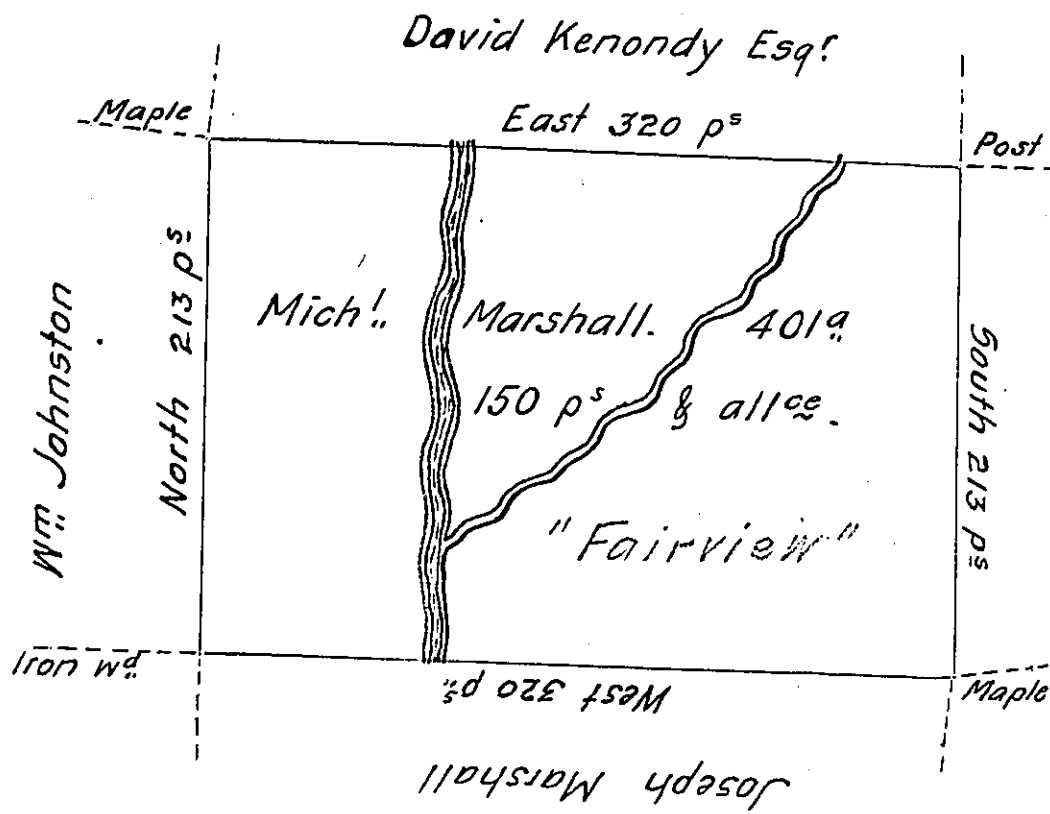 David Kenondy Esqr.
Maple
East 320 ps
Post
Wm Johnston
North 213 ps
Michl.. Marshall. 401a
150 ps & allce.
"Fairview"
South 213 ps
Iron Wd
West 320 ps.
Maple
Joseph Marshall